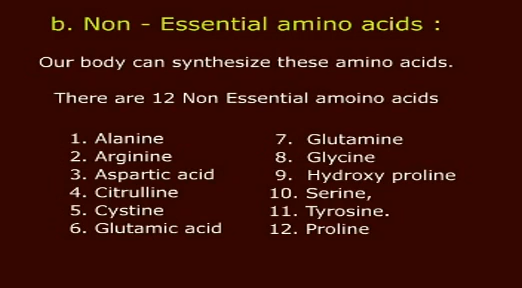 b. Non - Essential amino acids :
Our body can synthesize these amino acids.
There are 12 Non Essential amoino acids
1. Alanine
2. Arginine
3. Aspartic acid
4. Citrulline
5. Cystine
6. Glutamic acid
7. Glutamine
8. Glycine
9. Hydroxy proline
10. Serine,
11. Tyrosine.
12. Proline